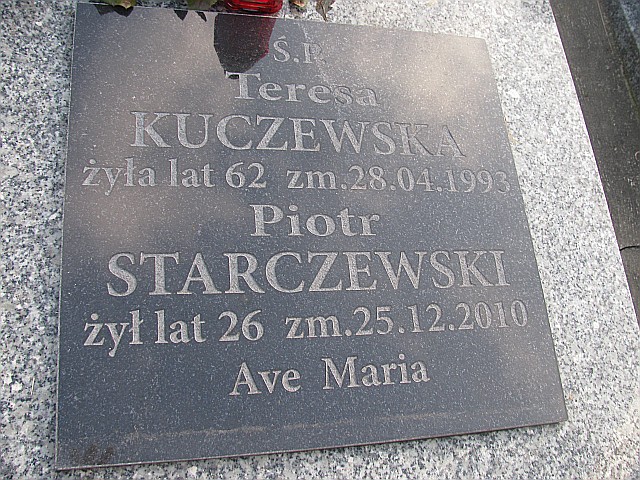 Ś.P.
Teresa
KUCZEWSKA
żyła lat 62 zm.28.04.1993
Piotr
STARCZEWSKI
żył lat 26 zm.25.12.2010
Ave Maria